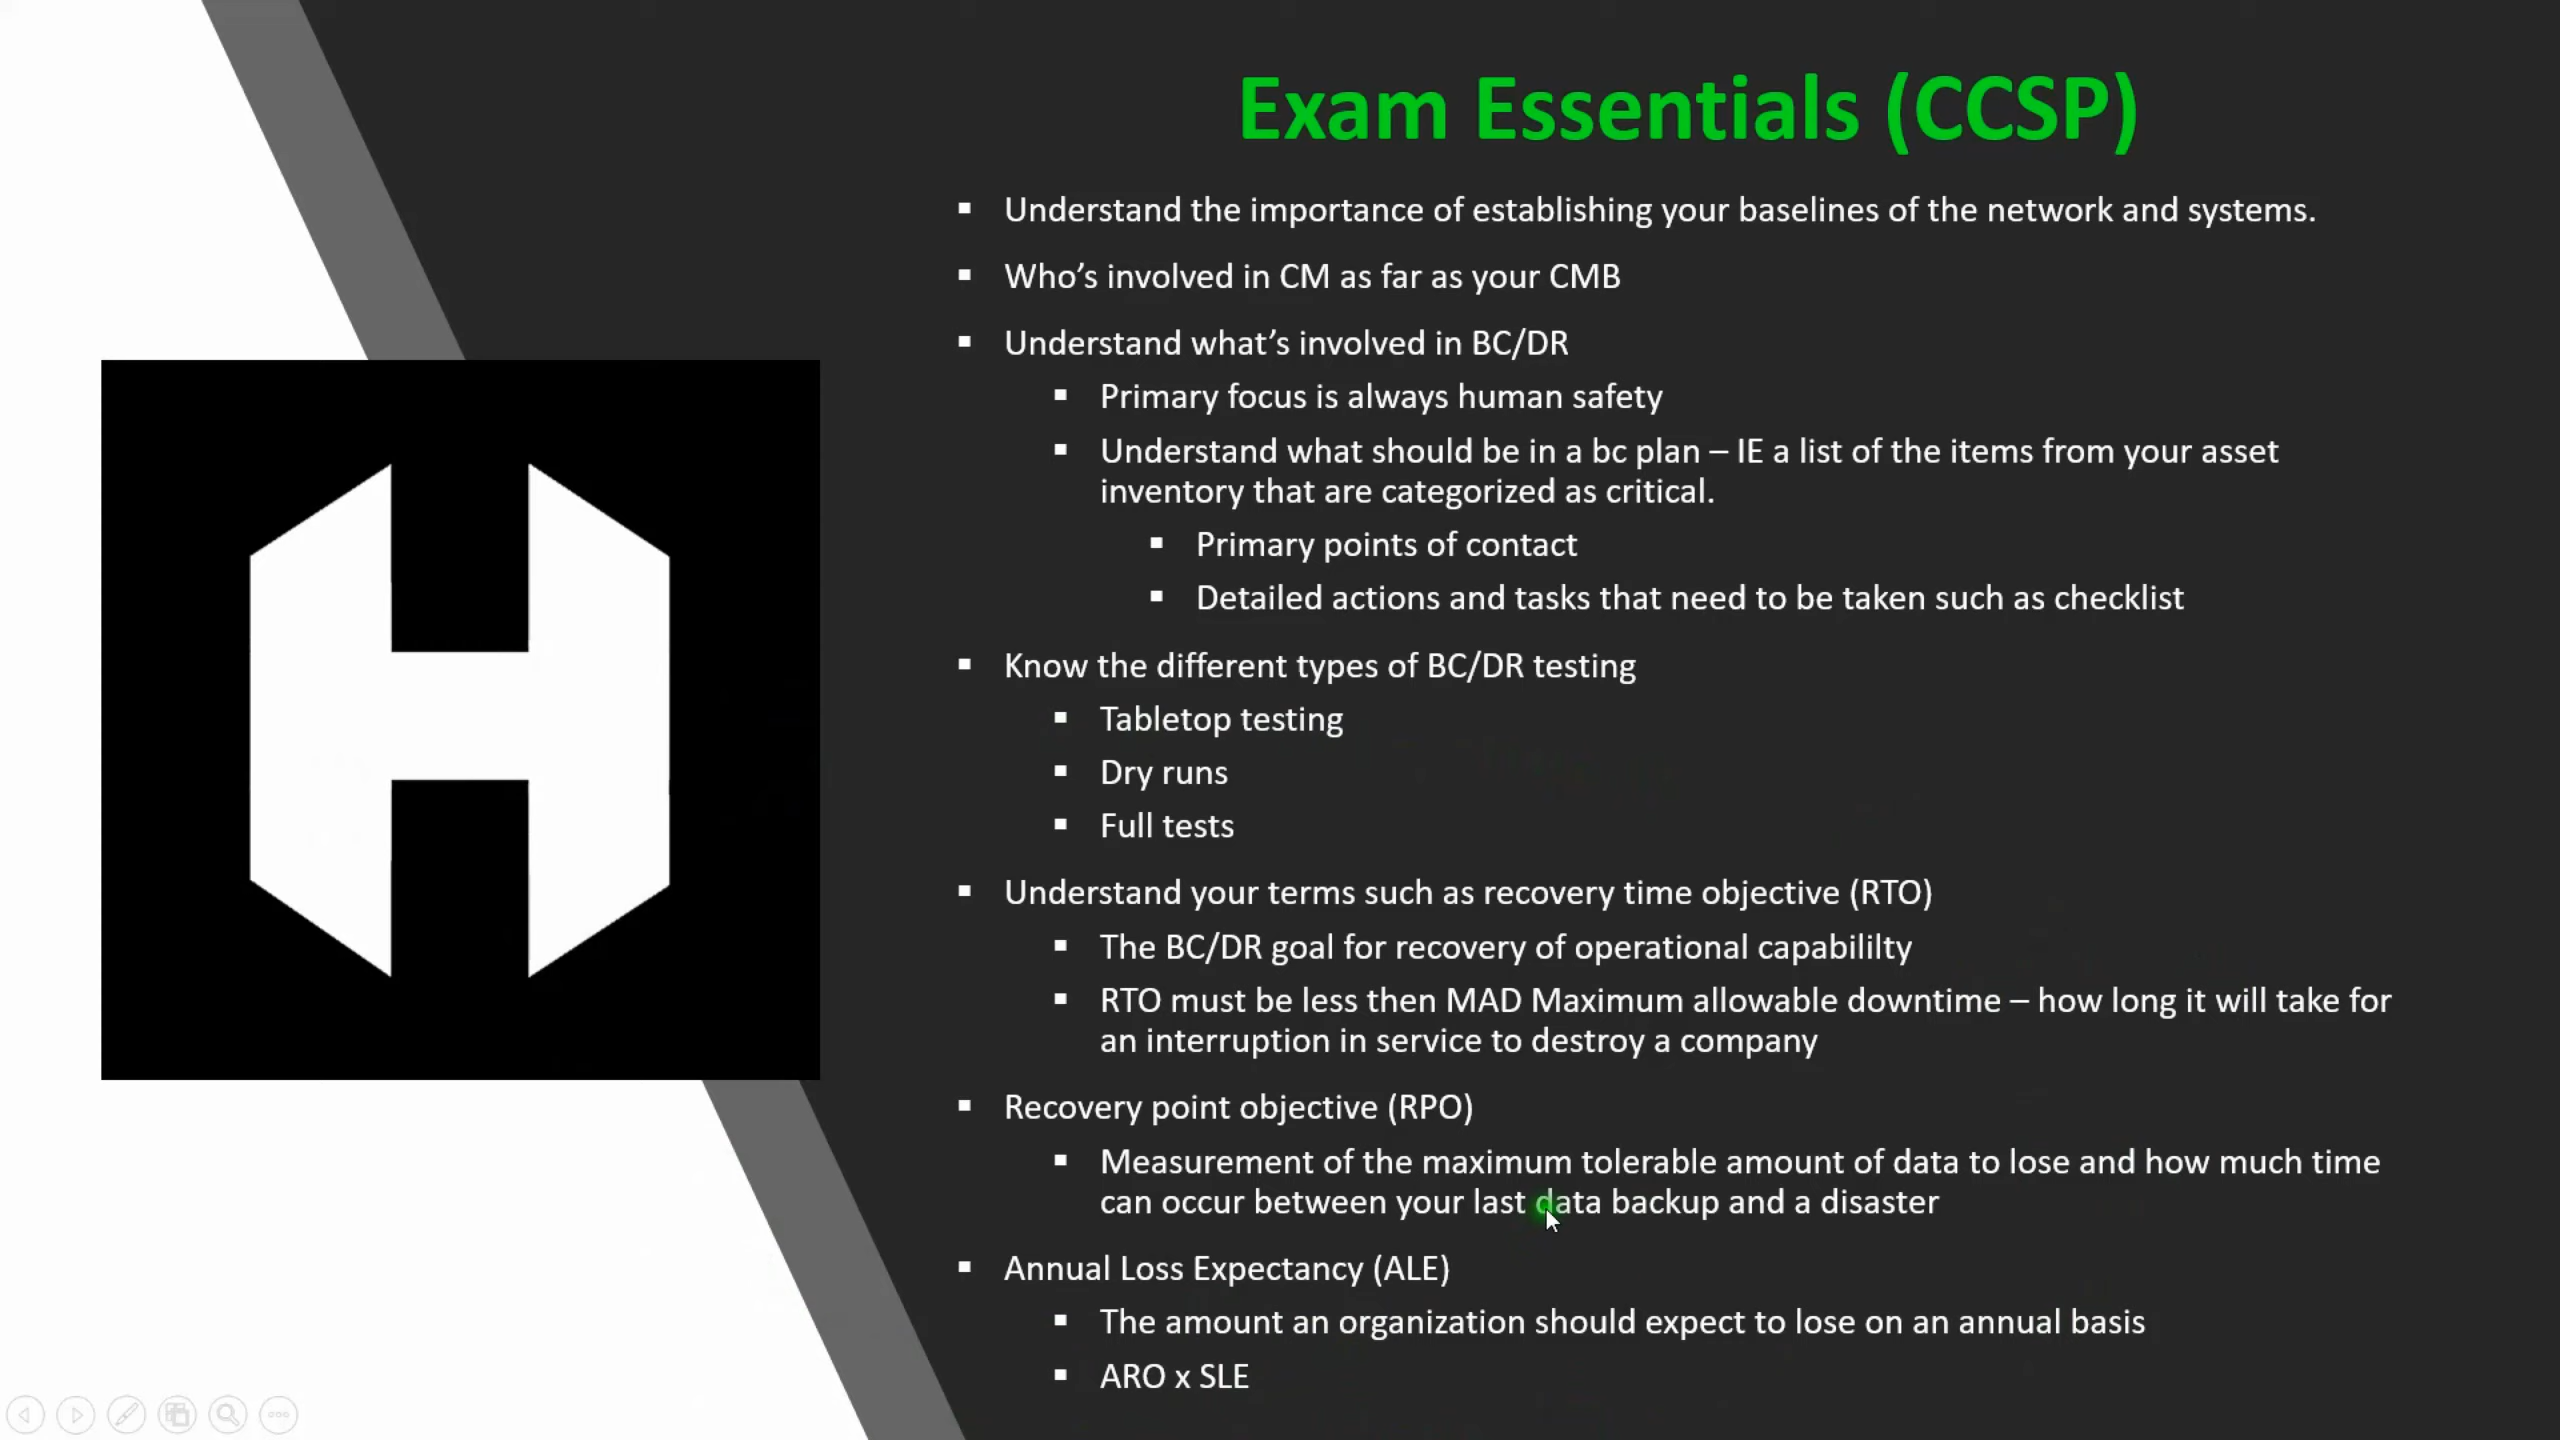 Exam Essentials (CCSP)
Understand the importance of establishing your baselines of the network and systems.
Who’s involved in CM as far as your CMB
Understand what’s involved in BC/DR
Primary focus is always human safety
Understand what should be in a bc plan – IE a list of the items from your asset
inventory that are categorized as critical.
Primary points of contact
Detailed actions and tasks that need to be taken such as checklist
Know the different types of BC/DR testing
Tabletop testing
Dry runs
Full tests
Understand your terms such as recovery time objective (RTO)
The BC/DR goal for recovery of operational capabililty
RTO must be less then MAD Maximum allowable downtime – how long it will take for
an interruption in service to destroy a company
Recovery point objective (RPO)
Measurement of the maximum tolerable amount of data to lose and how much time
can occur between your last data backup and a disaster
Annual Loss Expectancy (ALE)
The amount an organization should expect to lose on an annual basis
ARO x SLE